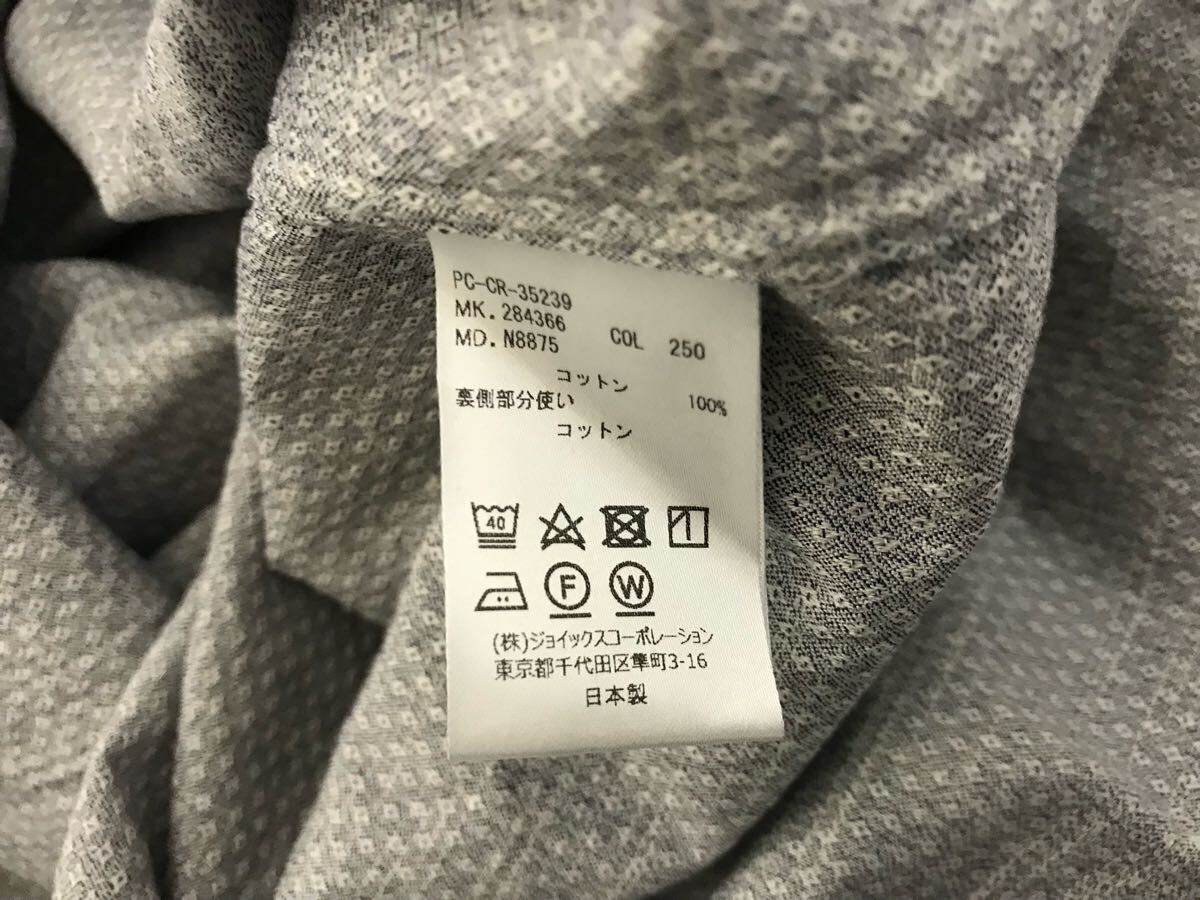 PC-CR-35239
MK.284366
MD.N8875 COL 250
コットン
裏側部分使い 100%
コットン
40
F W
(株)ジョイックスコーポレーション
東京都千代田区隼町3-16
日本製